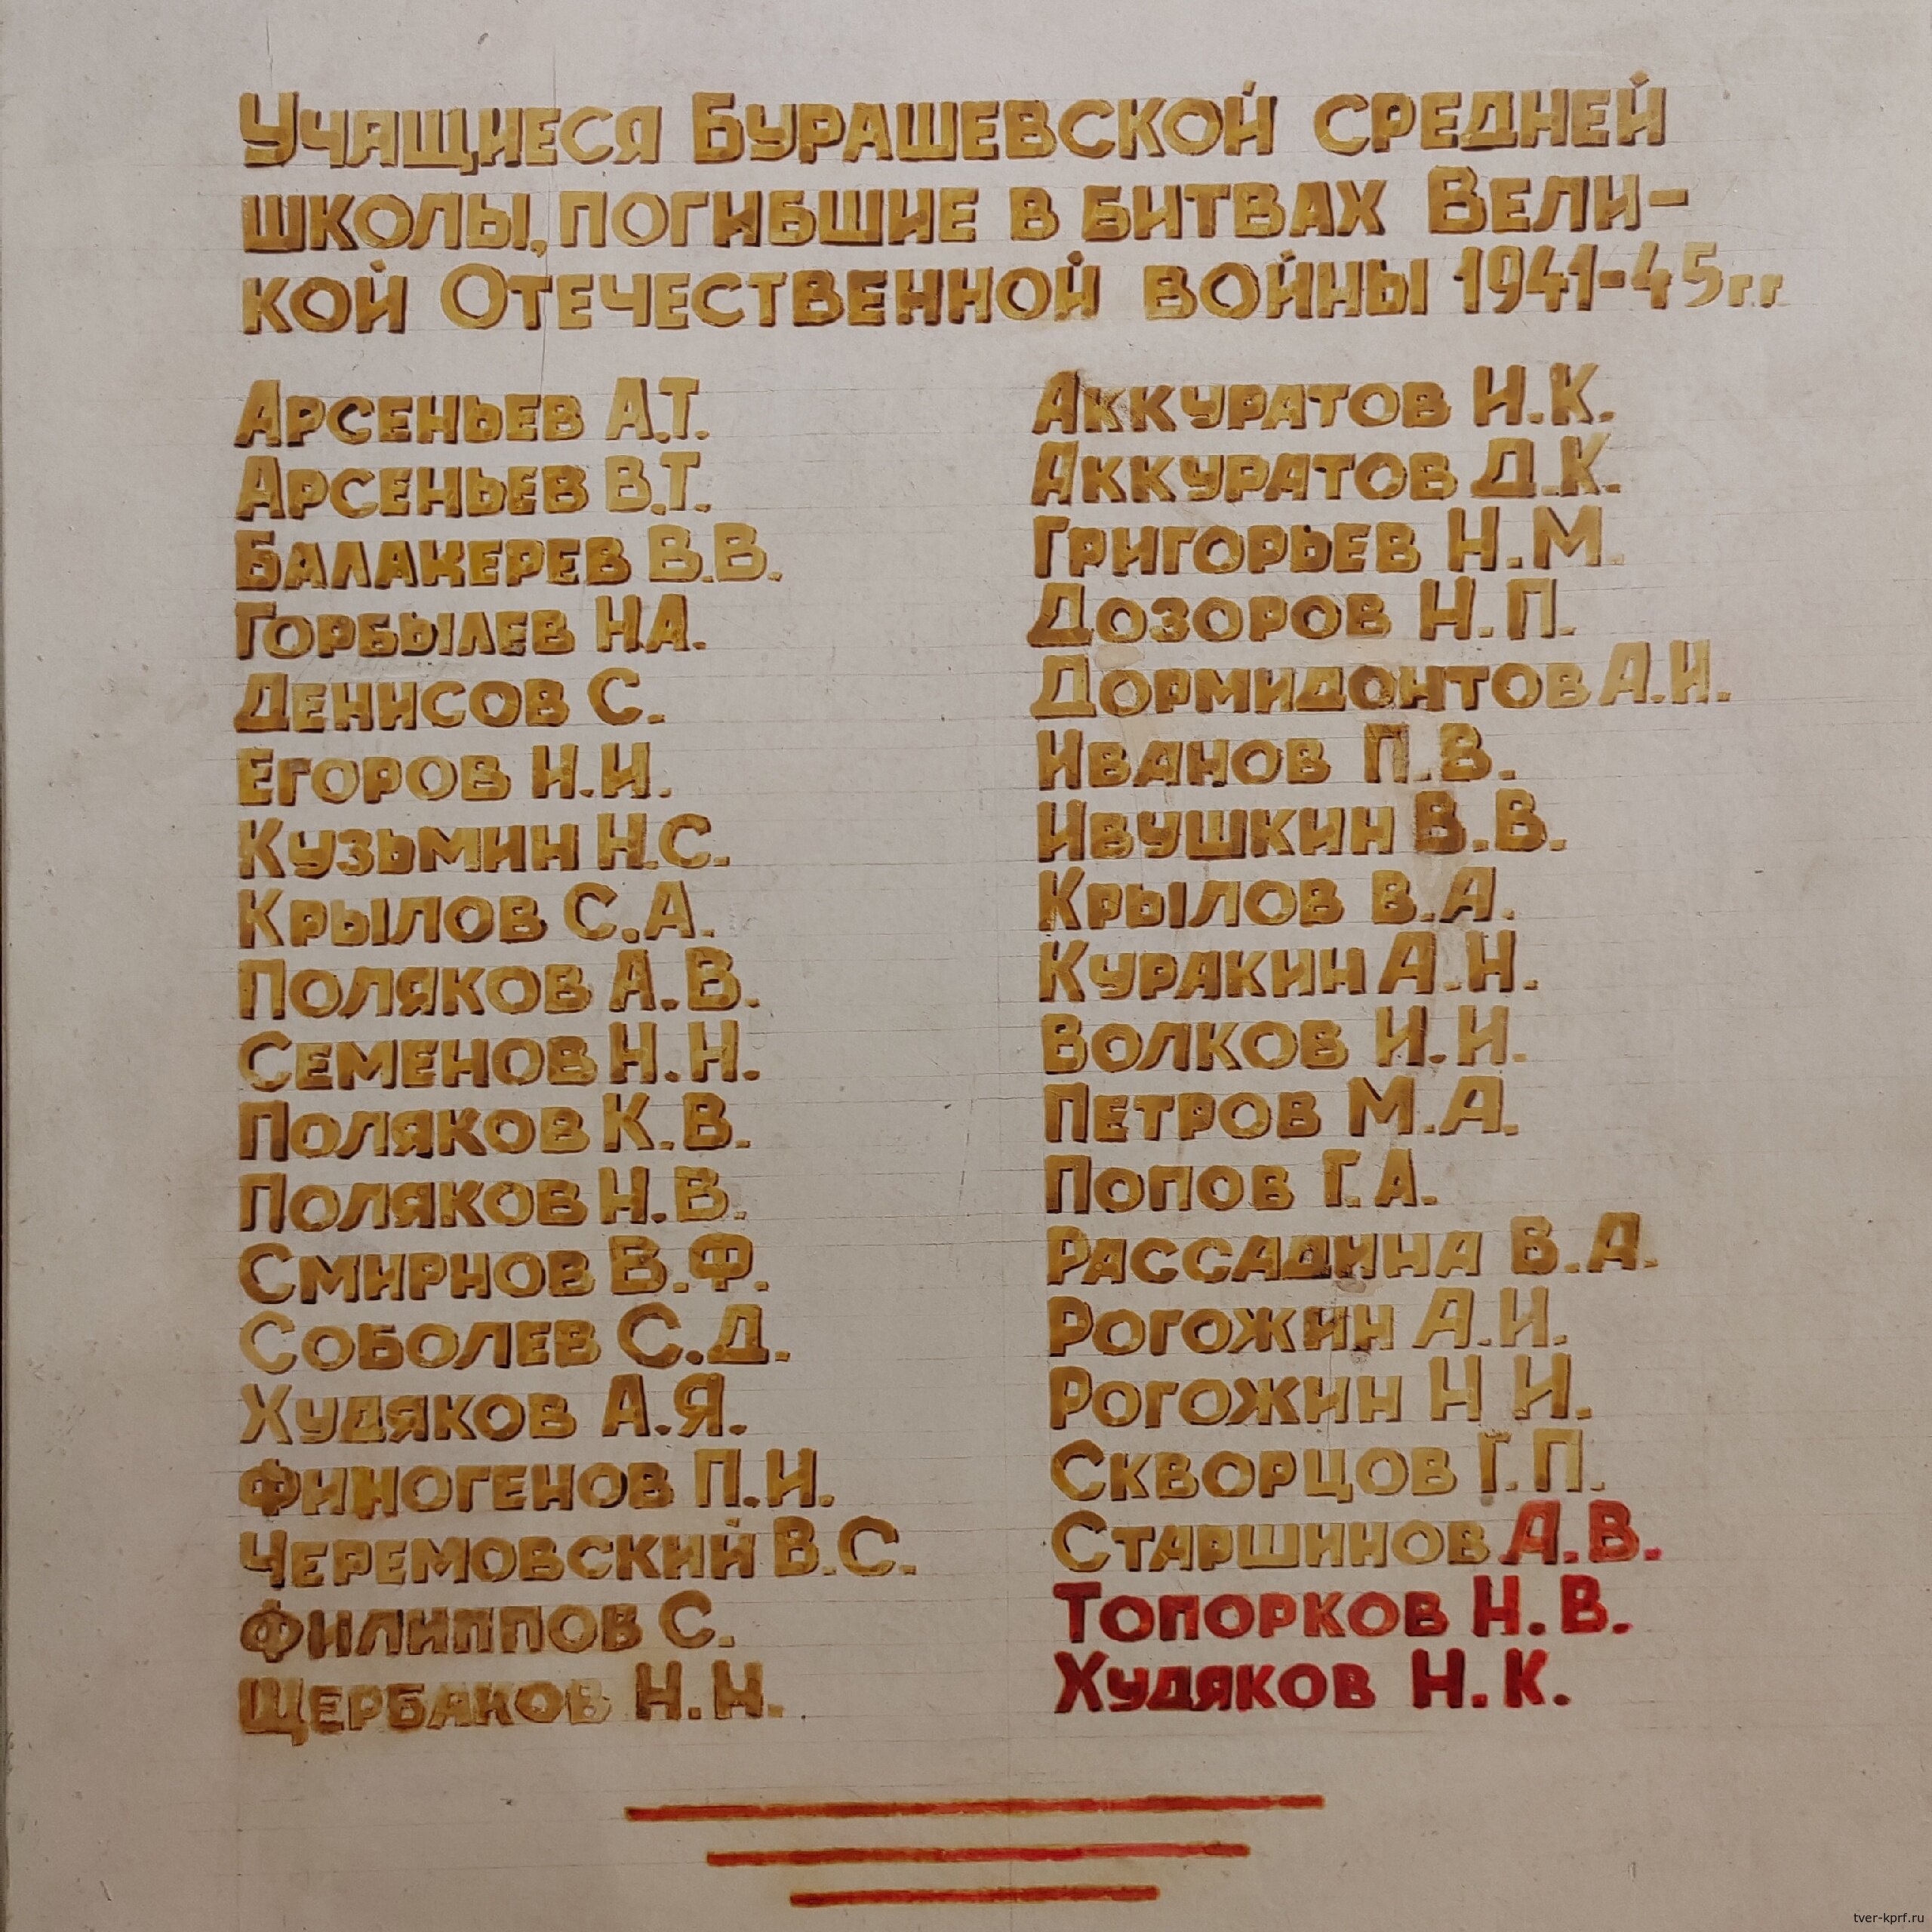 Учащиеся Бурашевской средней
школы, погибшие в битвах Вели-
кой Отечественной войны 1941-45г.г.
Арсеньев А.Т.
Арсеньев В.Т.
Балакерев В.В.
Горбылев Н.А.
Денисов С.
Егоров Н.И.
Кузьмин Н.С.
Крылов С.А.
Поляков А.В.
Семенов Н.Н.
Поляков К.В.
Поляков Н.В.
Смирнов В.Ф.
Соболев С.Д.
Худяков А.Я.
Финогенов П.И.
Черемовский В.С.
Филиппов С.
Щербаков Н.Н.
Аккуратов И.К.
Аккуратов Д.К.
Григорьев Н.М.
Дозоров Н.П.
Дормидонтов А.И.
Иванов П.В.
Ивушкин В.В.
Крылов В.А.
Куракин А.Н.
Волков И.И.
Петров М.А.
Попов Г.А.
Рассадина В.А.
Рогожин А.И.
Рогожин Н И.
Скворцов Г.П.
Старшинов А.В.
Топорков Н.В.
Худяков Н.К.
tver-kprf.ru